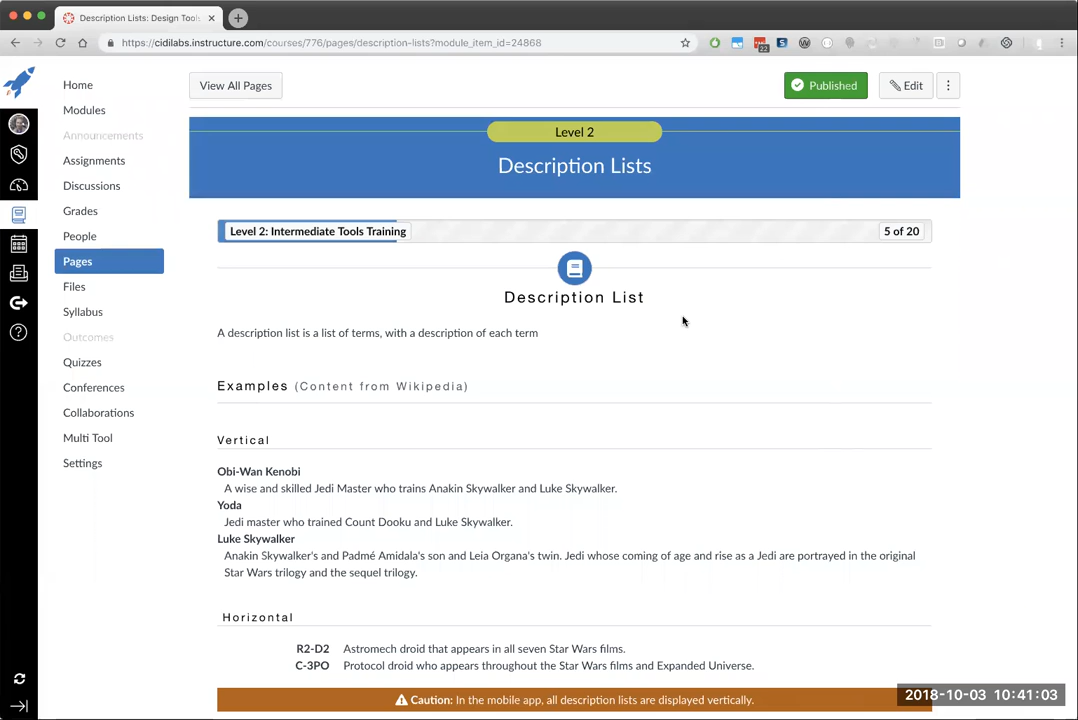 Description Lists: Design Tools
https://cidilabs.instructure.com/courses/776/pages/description-lists?module_item_id=24868
22
Home
Modules
Announcements
Assignments
Discussions
Grades
People
Pages
Files
Syllabus
Outcomes
Quizzes
Conferences
Collaborations
Multi Tool
Settings
View All Pages
Published
Edit
Level 2
Description Lists
Level 2: Intermediate Tools Training
5 of 20
Description List
A description list is a list of terms, with a description of each term
Examples (Content from Wikipedia)
Vertical
Obi-Wan Kenobi
A wise and skilled Jedi Master who trains Anakin Skywalker and Luke Skywalker.
Yoda
Jedi master who trained Count Dooku and Luke Skywalker.
Luke Skywalker
Anakin Skywalker's and Padmé Amidala's son and Leia Organa's twin. Jedi whose coming of age and rise as a Jedi are portrayed in the original
Star Wars trilogy and the sequel trilogy.
Horizontal
R2-D2 Astromech droid that appears in all seven Star Wars films.
C-3PO Protocol droid who appears throughout the Star Wars films and Expanded Universe.
Caution: In the mobile app, all description lists are displayed vertically.
2018-10-03 10:41:03